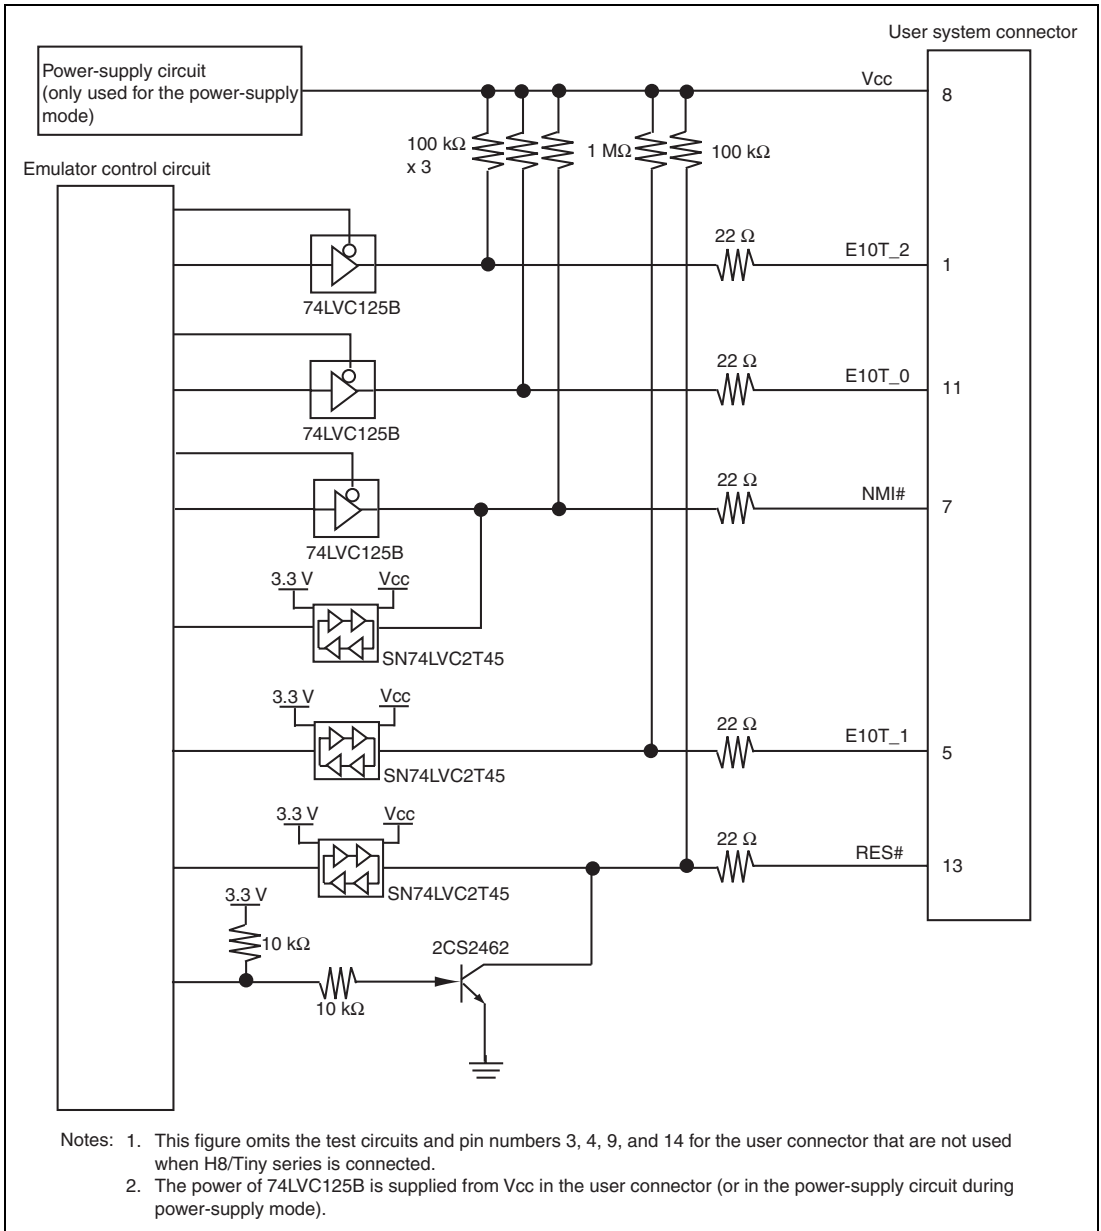 User system connector
Power-supply circuit
(only used for the power-supply
mode)
Vcc
8
100 kΩ
x 3
1 MΩ
100 kΩ
Emulator control circuit
22 Ω
E10T_2
1
74LVC125B
22 Ω
E10T_0
11
74LVC125B
22 Ω
NMI#
7
74LVC125B
3.3 V
Vcc
SN74LVC2T45
3.3 V
Vcc
22 Ω
E10T_1
5
SN74LVC2T45
3.3 V
Vcc
22 Ω
RES#
13
SN74LVC2T45
3.3 V
10 kΩ
2CS2462
10 kΩ
Notes: 1. This figure omits the test circuits and pin numbers 3, 4, 9, and 14 for the user connector that are not used
when H8/Tiny series is connected.
2. The power of 74LVC125B is supplied from Vcc in the user connector (or in the power-supply circuit during
power-supply mode).